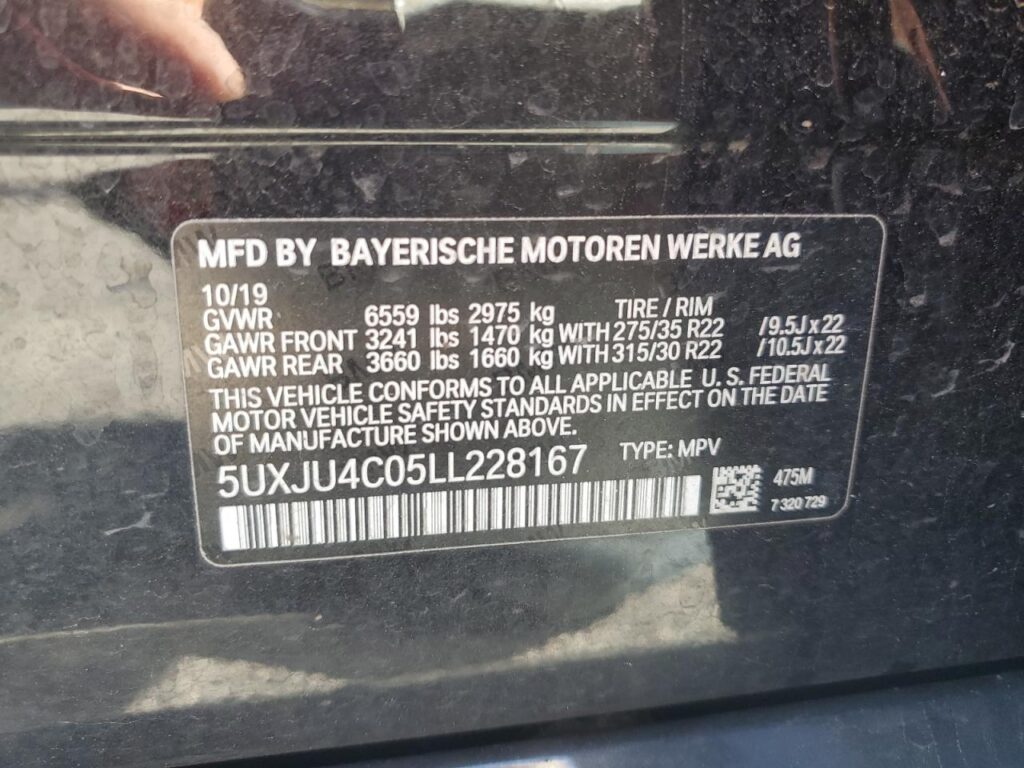 MFD BY BAYERISCHE MOTOREN WERKE AG
10/19
GVWR 6559 lbs 2975 kg TIRE / RIM
GAWR FRONT 3241 lbs 1470 kg WITH 275/35 R22 /9.5J x 22
GAWR REAR 3660 lbs 1660 kg WITH 315/30 R22 /10.5J x 22
THIS VEHICLE CONFORMS TO ALL APPLICABLE U. S. FEDERAL
MOTOR VEHICLE SAFETY STANDARDS IN EFFECT ON THE DATE
OF MANUFACTURE SHOWN ABOVE.
5UXJU4C05LL228167 TYPE: MPV
475M
7 320 729